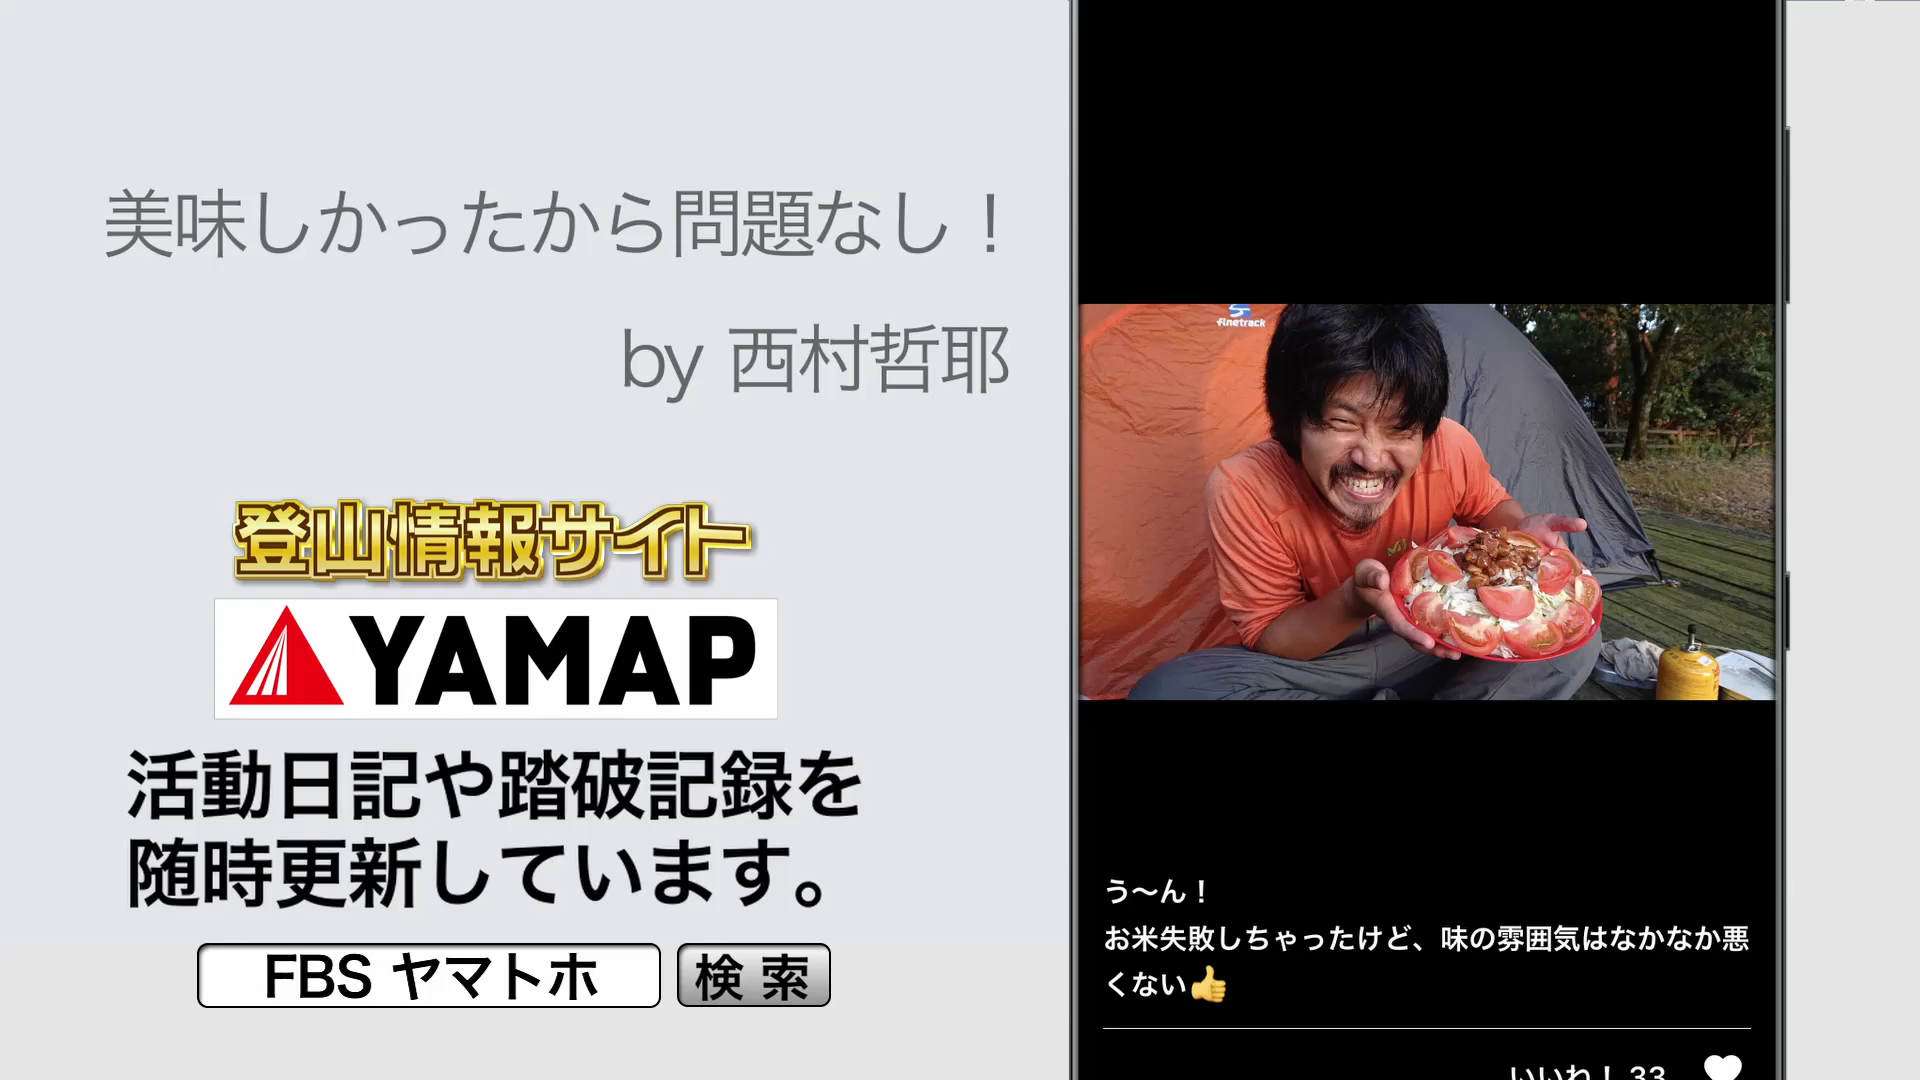 美味しかったから問題なし！
by 西村哲耶
登山情報サイト
YAMAP
活動日記や踏破記録を
随時更新しています。
FBS ヤマトホ
検 索
finetrack
う〜ん！
お米失敗しちゃったけど、味の雰囲気はなかなか悪
くない👍
いいね！ 33